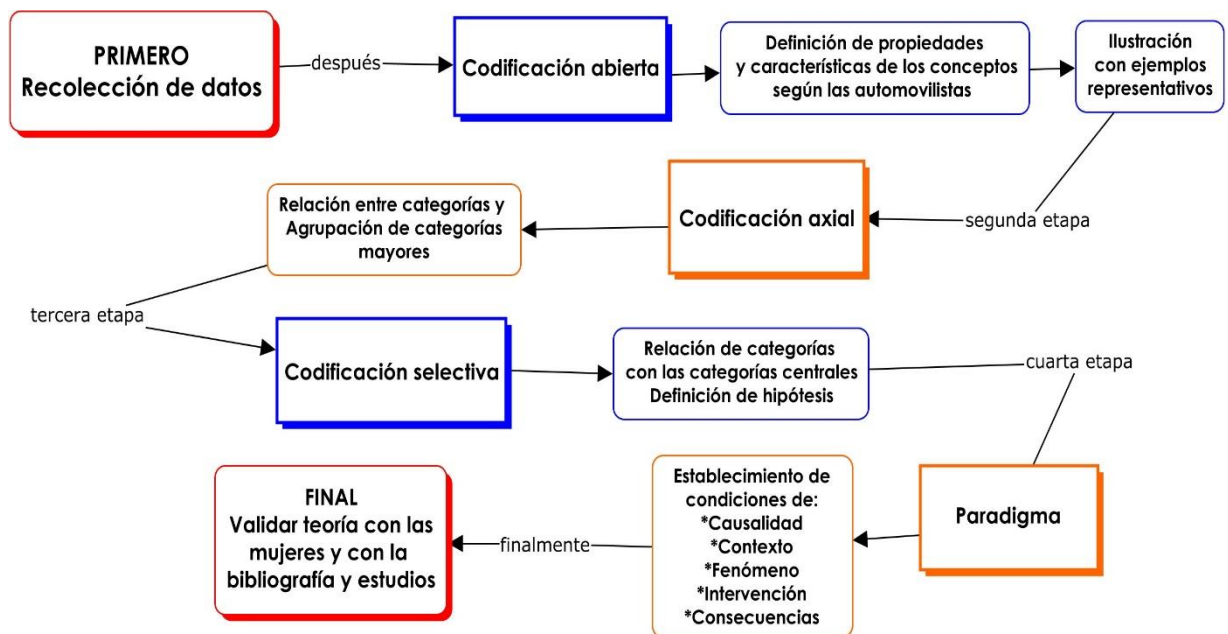 PRIMERO
Recolección de datos
después
Codificación abierta
Definición de propiedades
y características de los conceptos
según las automovilistas
Ilustración
con ejemplos
representativos
segunda etapa
Codificación axial
Relación entre categorías y
Agrupación de categorías
mayores
tercera etapa
Codificación selectiva
Relación de categorías
con las categorías centrales
Definición de hipótesis
cuarta etapa
Paradigma
Establecimiento de
condiciones de:
*Causalidad
*Contexto
*Fenómeno
*Intervención
*Consecuencias
finalmente
FINAL
Validar teoría con las
mujeres y con la
bibliografía y estudios